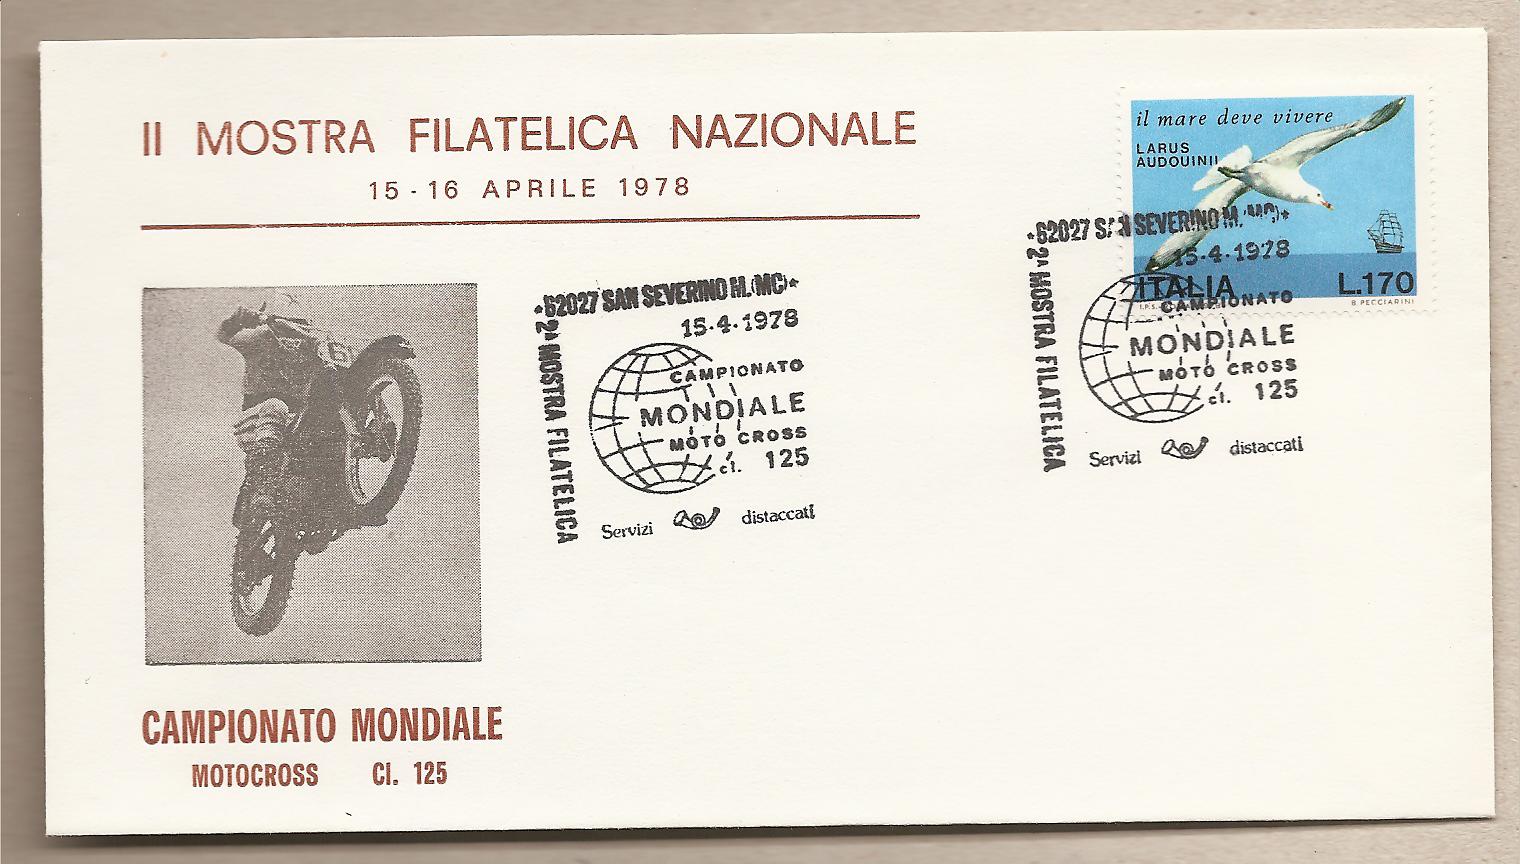 II MOSTRA FILATELICA NAZIONALE
15 - 16 APRILE 1978
il mare deve vivere
LARUS
AUDOUINII
ITALIA
L.170
B. PECCIARINI
*62027 SAN SEVERINO M. (MC)*
15-4-1978
2ª MOSTRA FILATELICA
CAMPIONATO
MONDIALE
MOTO CROSS
cl. 125
Servizi distaccati
*62027 SAN SEVERINO M. (MC)*
15-4-1978
2ª MOSTRA FILATELICA
CAMPIONATO
MONDIALE
MOTO CROSS
cl. 125
Servizi distaccati
6
CAMPIONATO MONDIALE
MOTOCROSS Cl. 125